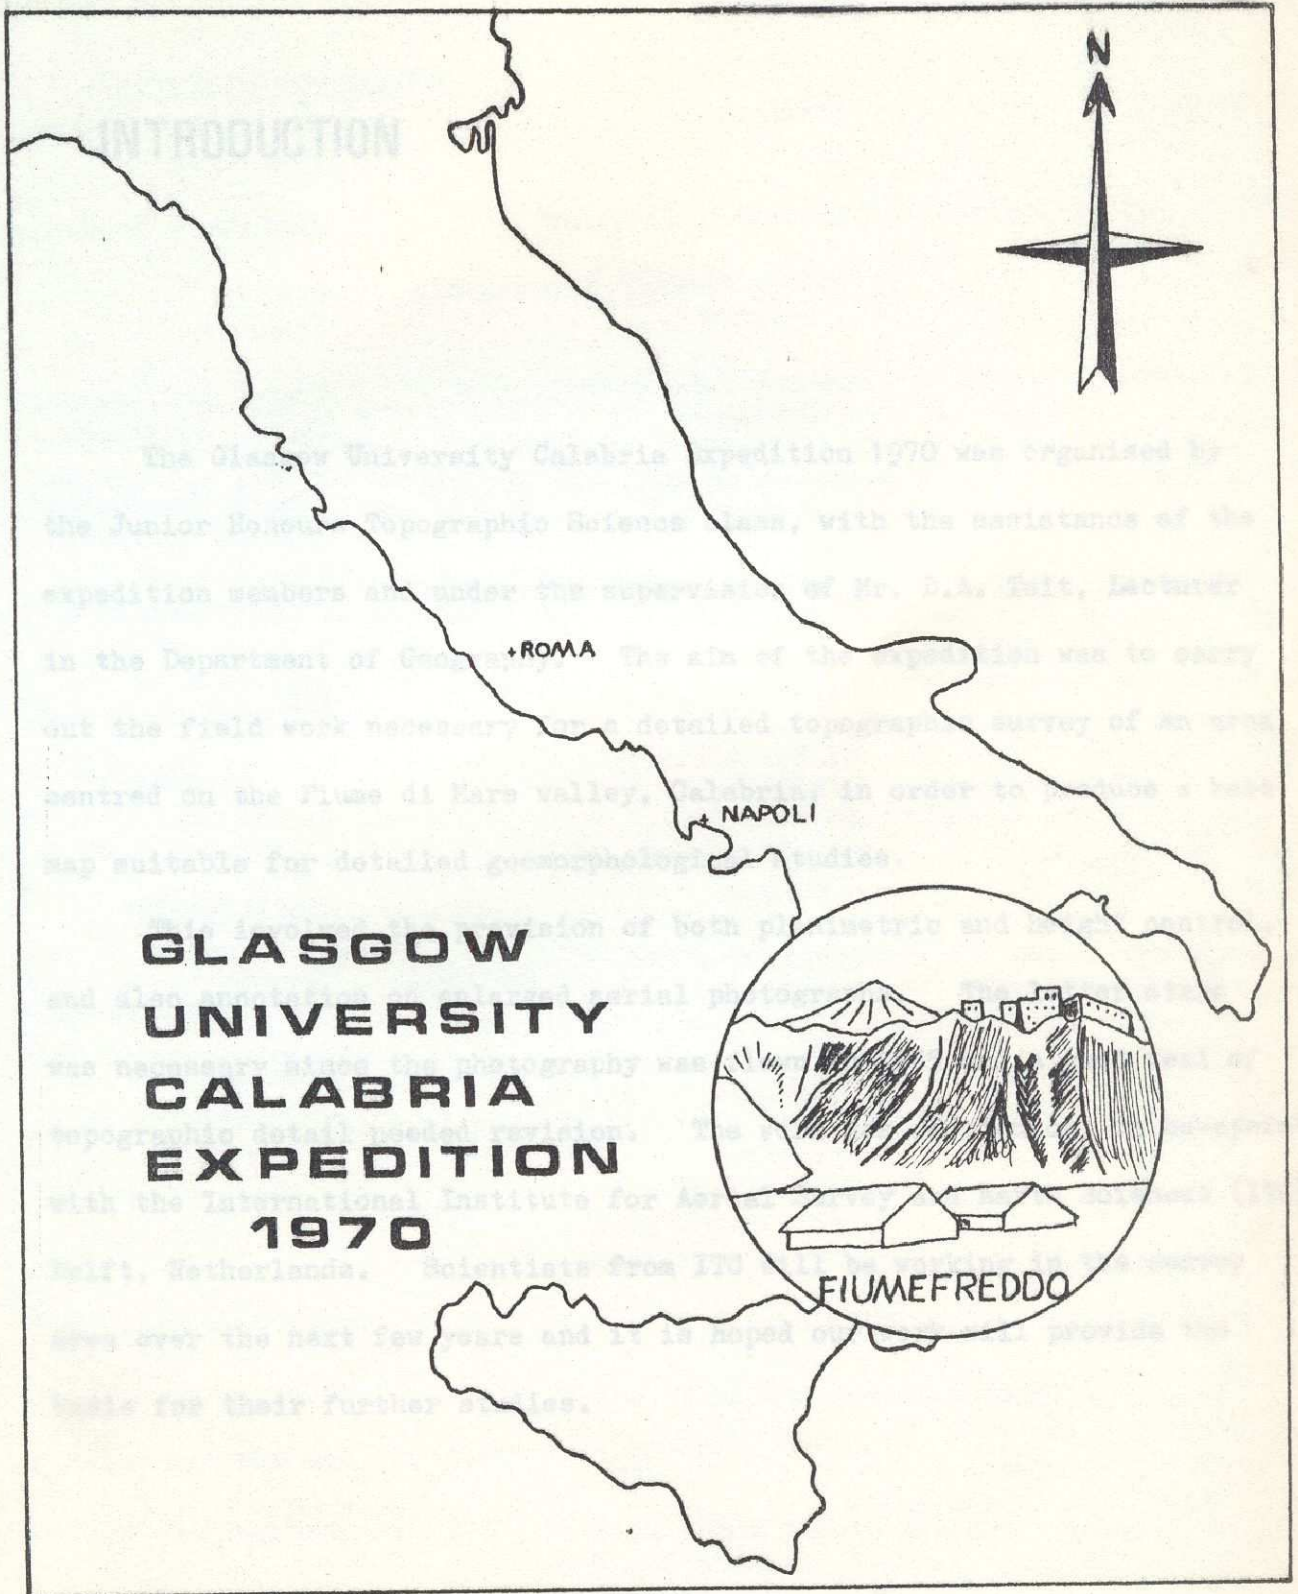 N
INTRODUCTION
The Glasgow University Calabria Expedition 1970 was organised by
the Junior Honours Topographic Science class, with the assistance of the
expedition members and under the supervision of Mr. D.A. Tait, Lecturer
in the Department of Geography. The aim of the expedition was to carry
out the field work necessary for a detailed topographic survey of an area
centred on the Fiume di Mare valley, Calabria, in order to produce a base
map suitable for detailed geomorphological studies.
This involved the provision of both planimetric and height control,
and also annotation on enlarged aerial photographs. The latter stage
was necessary since the photography was
topographic detail needed revision. The
with the International Institute for Aerial Survey and Earth Sciences (ITC)
Delft, Netherlands. Scientists from ITC will be working in the survey
area over the next few years and it is hoped our work will provide the
basis for their further studies.
+ROMA
+ NAPOLI
GLASGOW
UNIVERSITY
CALABRIA
EXPEDITION
1970
FIUMEFREDDO